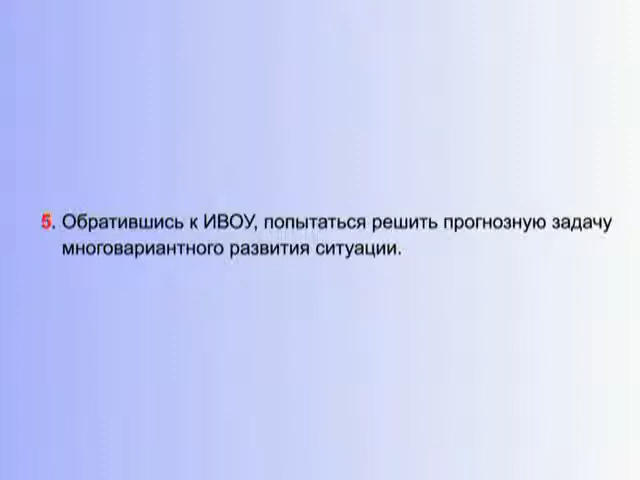 5. Обратившись к ИВОУ, попытаться решить прогнозную задачу
многовариантного развития ситуации.